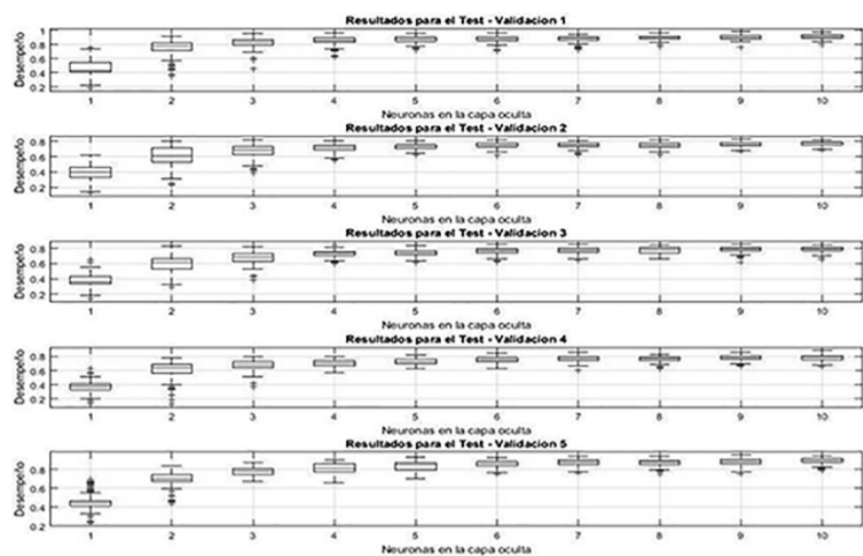 Resultados para el Test - Validacion 1
Desempeño
1
0.8
0.6
0.4
0.2
1 2 3 4 5 6 7 8 9 10
Neuronas en la capa oculta
Resultados para el Test - Validacion 2
Desempeño
0.8
0.6
0.4
0.2
1 2 3 4 5 6 7 8 9 10
Neuronas en la capa oculta
Resultados para el Test - Validacion 3
Desempeño
0.8
0.6
0.4
0.2
1 2 3 4 5 6 7 8 9 10
Neuronas en la capa oculta
Resultados para el Test - Validacion 4
Desempeño
0.8
0.6
0.4
0.2
1 2 3 4 5 6 7 8 9 10
Neuronas en la capa oculta
Resultados para el Test - Validacion 5
Desempeño
0.8
0.6
0.4
0.2
1 2 3 4 5 6 7 8 9 10
Neuronas en la capa oculta